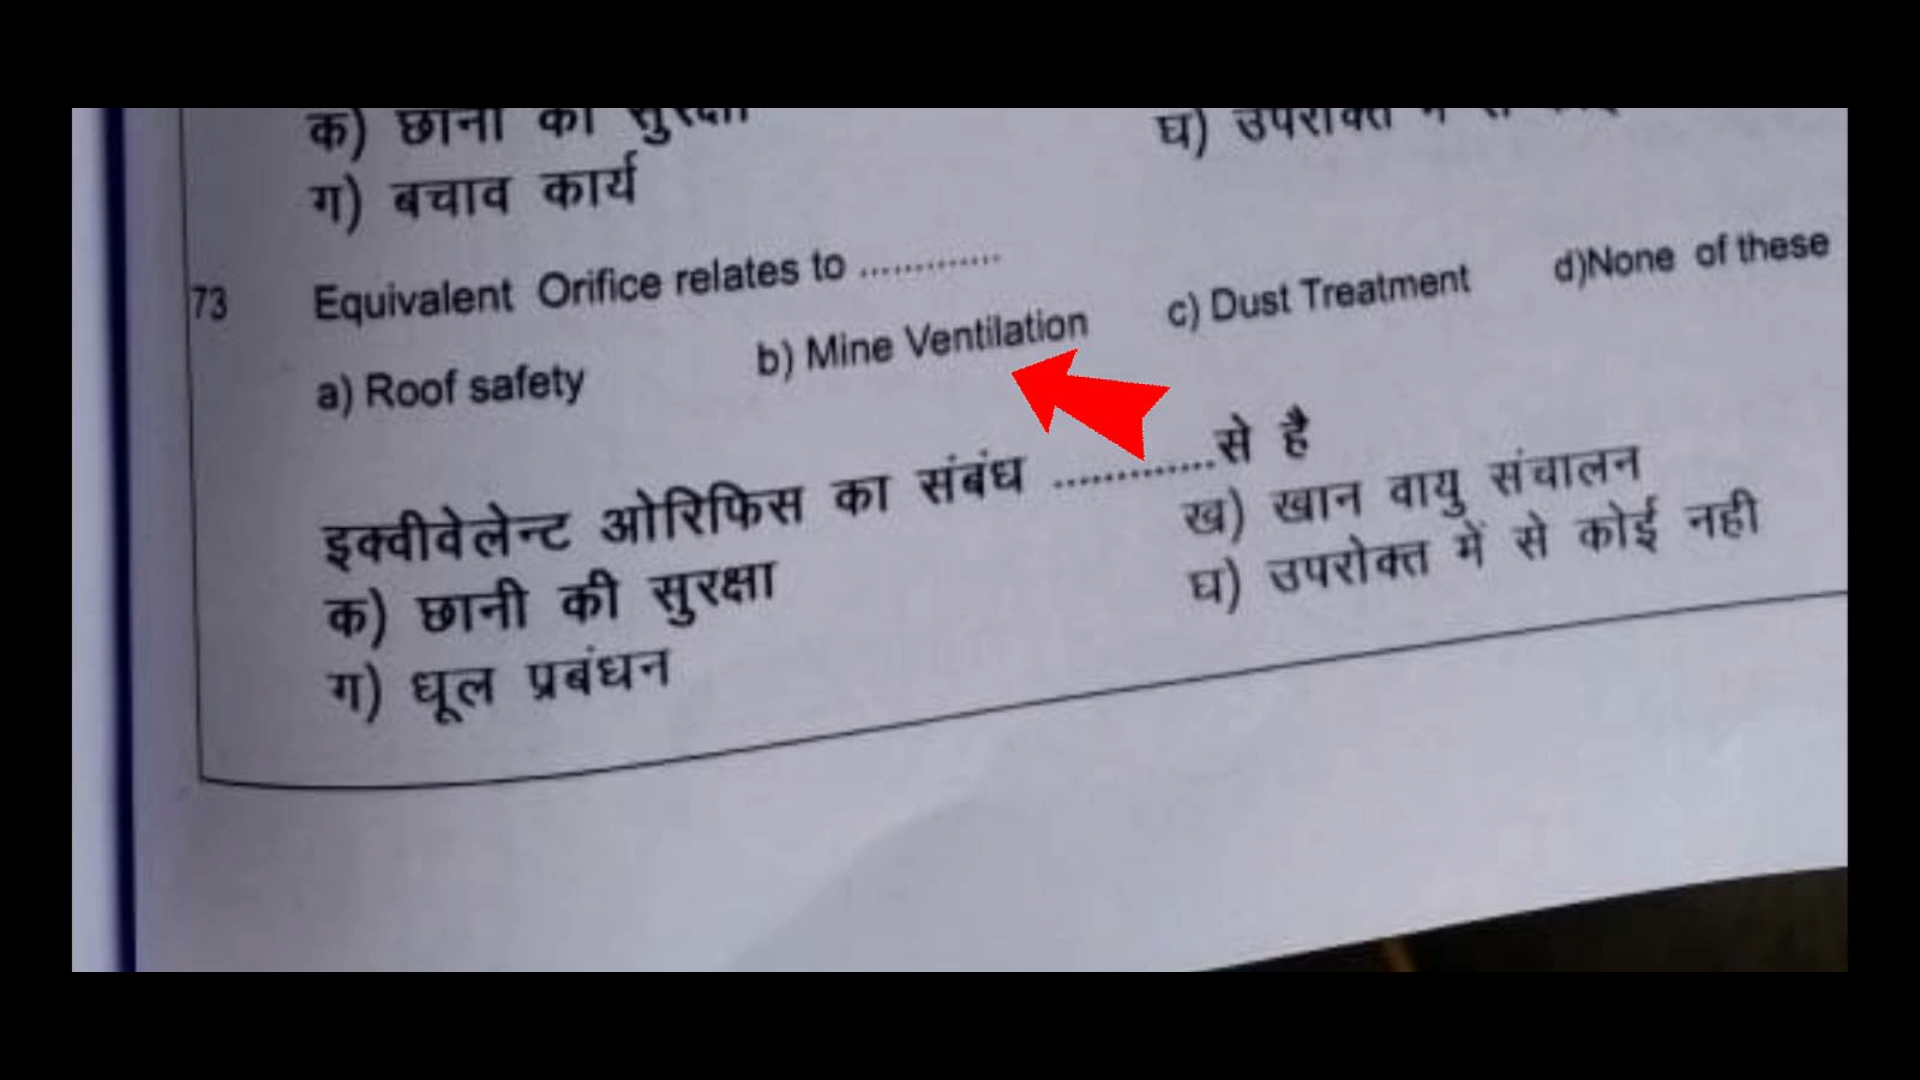 क) छानी की सुरक्षा
घ) उपरोक्त में से
ग) बचाव कार्य
73 Equivalent Orifice relates to .............
a) Roof safety b) Mine Ventilation c) Dust Treatment d)None of these
इक्वीवेलेन्ट ओरिफिस का संबंध .............से है
क) छानी की सुरक्षा ख) खान वायु संचालन
ग) धूल प्रबंधन घ) उपरोक्त में से कोई नही